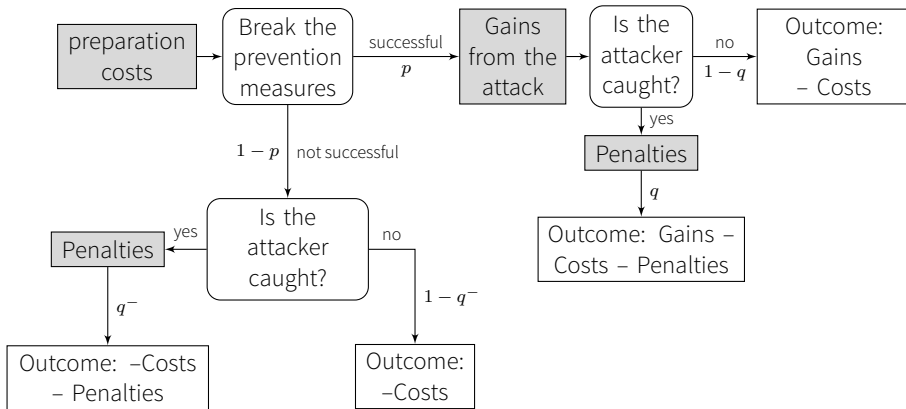 preparation
costs
Break the
prevention
measures
successful
p
Gains
from the
attack
Is the
attacker
caught?
no
1 − q
Outcome:
Gains
– Costs
yes
Penalties
q
Outcome: Gains –
Costs – Penalties
1 − p
not successful
Is the
attacker
caught?
yes
Penalties
q⁻
Outcome: –Costs
– Penalties
no
1 − q⁻
Outcome:
–Costs